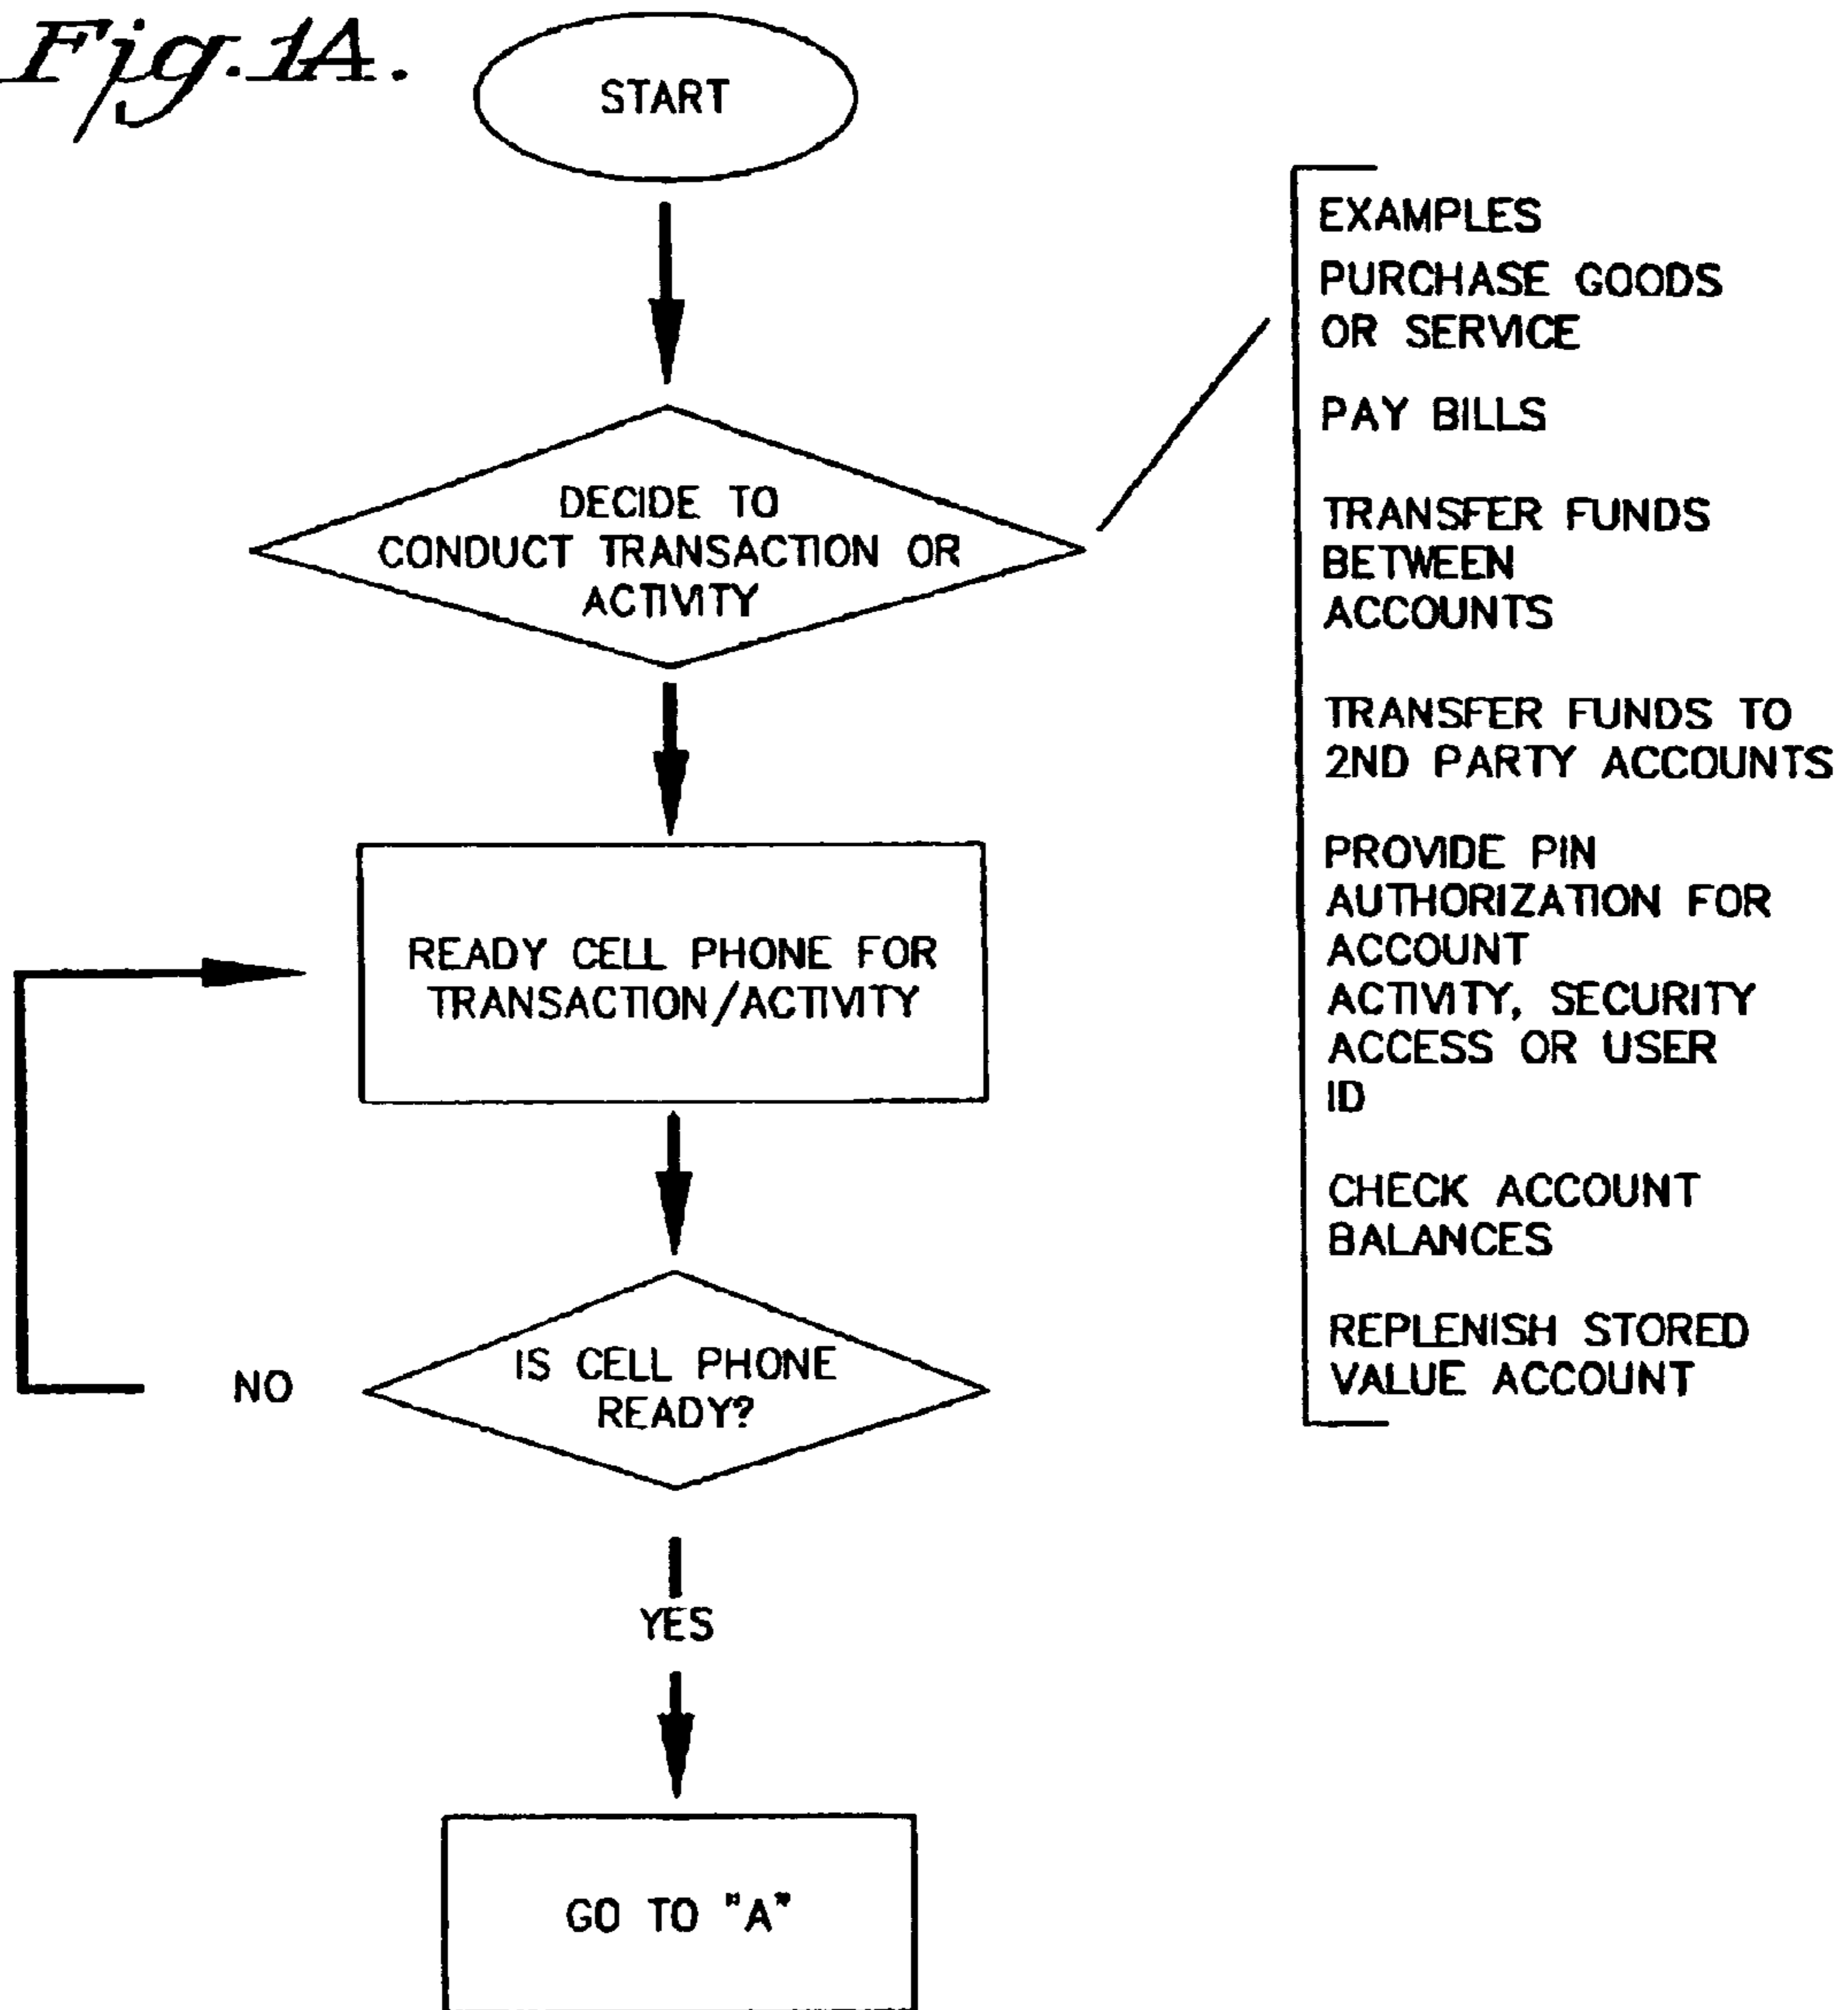 Fig.1A.
START
DECIDE TO
CONDUCT TRANSACTION OR
ACTIVITY
EXAMPLES
PURCHASE GOODS
OR SERVICE
PAY BILLS
TRANSFER FUNDS
BETWEEN
ACCOUNTS
TRANSFER FUNDS TO
2ND PARTY ACCOUNTS
PROVIDE PIN
AUTHORIZATION FOR
ACCOUNT
ACTIVITY, SECURITY
ACCESS OR USER
ID
CHECK ACCOUNT
BALANCES
REPLENISH STORED
VALUE ACCOUNT
READY CELL PHONE FOR
TRANSACTION/ACTIVITY
IS CELL PHONE
READY?
NO
YES
GO TO "A"